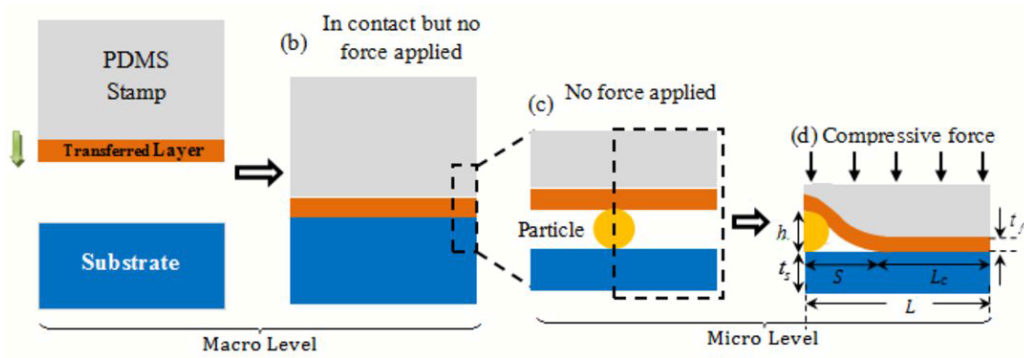 PDMS
Stamp
Transferred Layer
Substrate
(b)
In contact but no
force applied
Macro Level
(c)
No force applied
Particle
(d) Compressive force
h
t_s
S
L_c
L
t_f
Micro Level